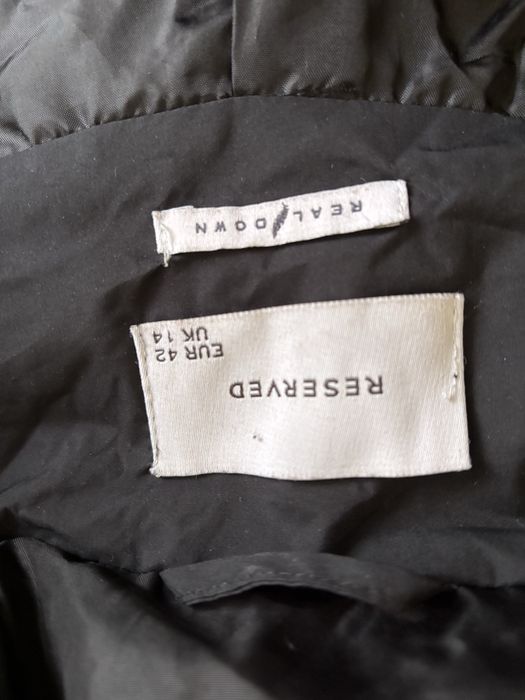 RESERVED
EUR 42
UK 14
REAL DOWN